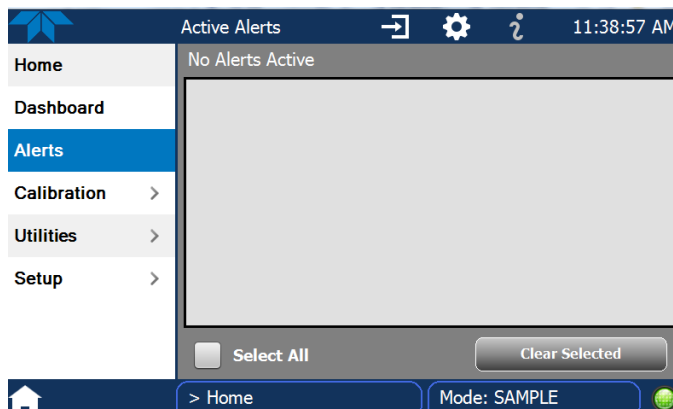 Active Alerts
11:38:57 AM
Home
No Alerts Active
Dashboard
Alerts
Calibration
Utilities
Setup
Select All
Clear Selected
> Home
Mode: SAMPLE